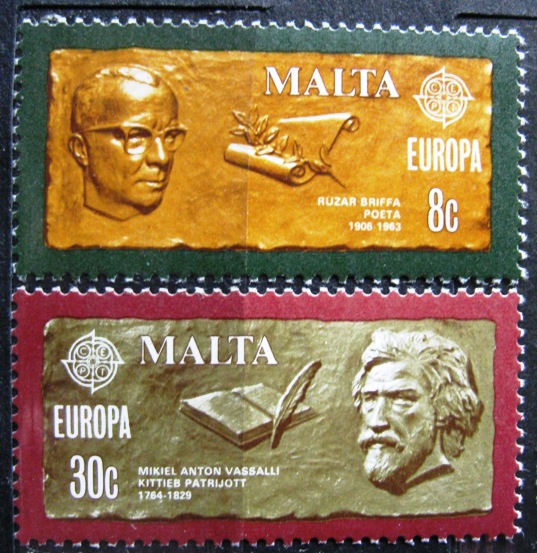 MALTA
EUROPA
8c
RUZAR BRIFFA
POETA
1906-1963
MALTA
EUROPA
30c
MIKIEL ANTON VASSALLI
KITTIEB PATRIJOTT
1764-1829